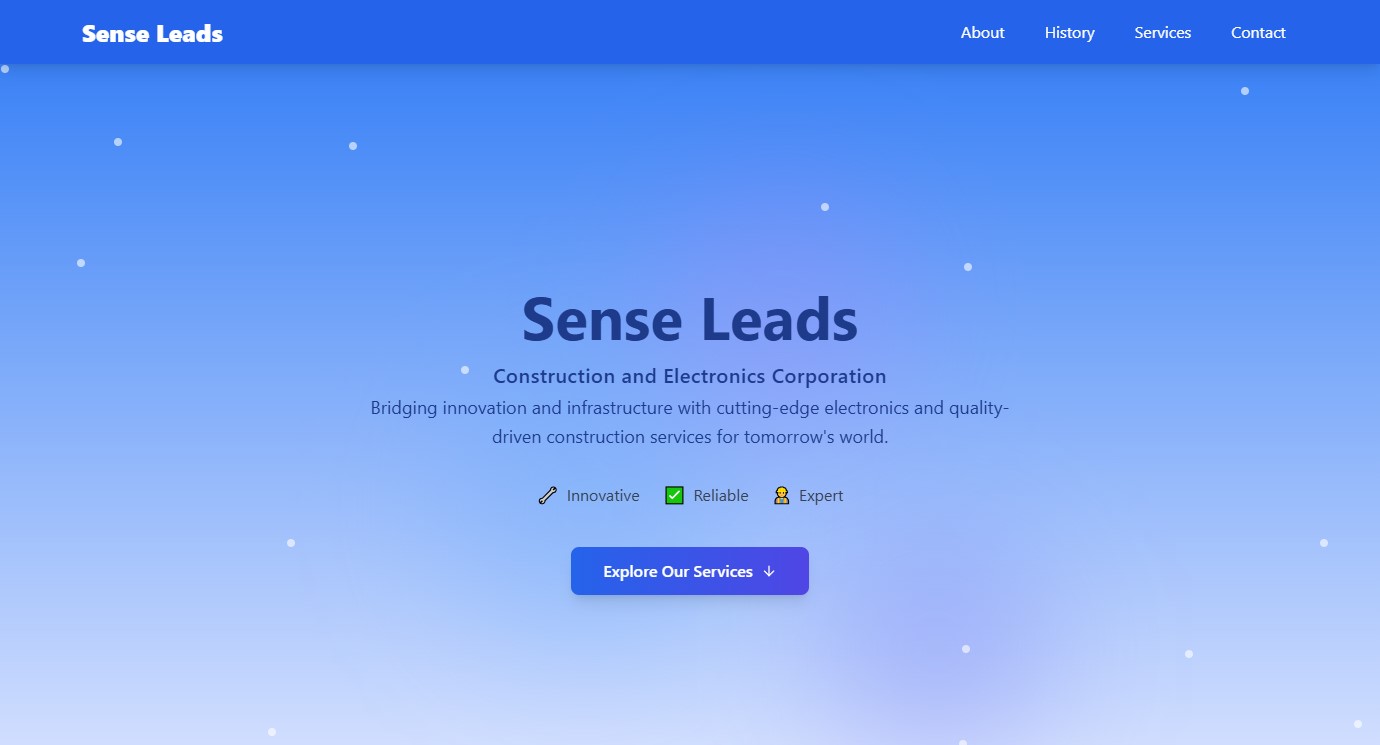 Sense Leads
About
History
Services
Contact
Sense Leads
Construction and Electronics Corporation
Bridging innovation and infrastructure with cutting-edge electronics and quality-
driven construction services for tomorrow's world.
Innovative
Reliable
Expert
Explore Our Services ↓